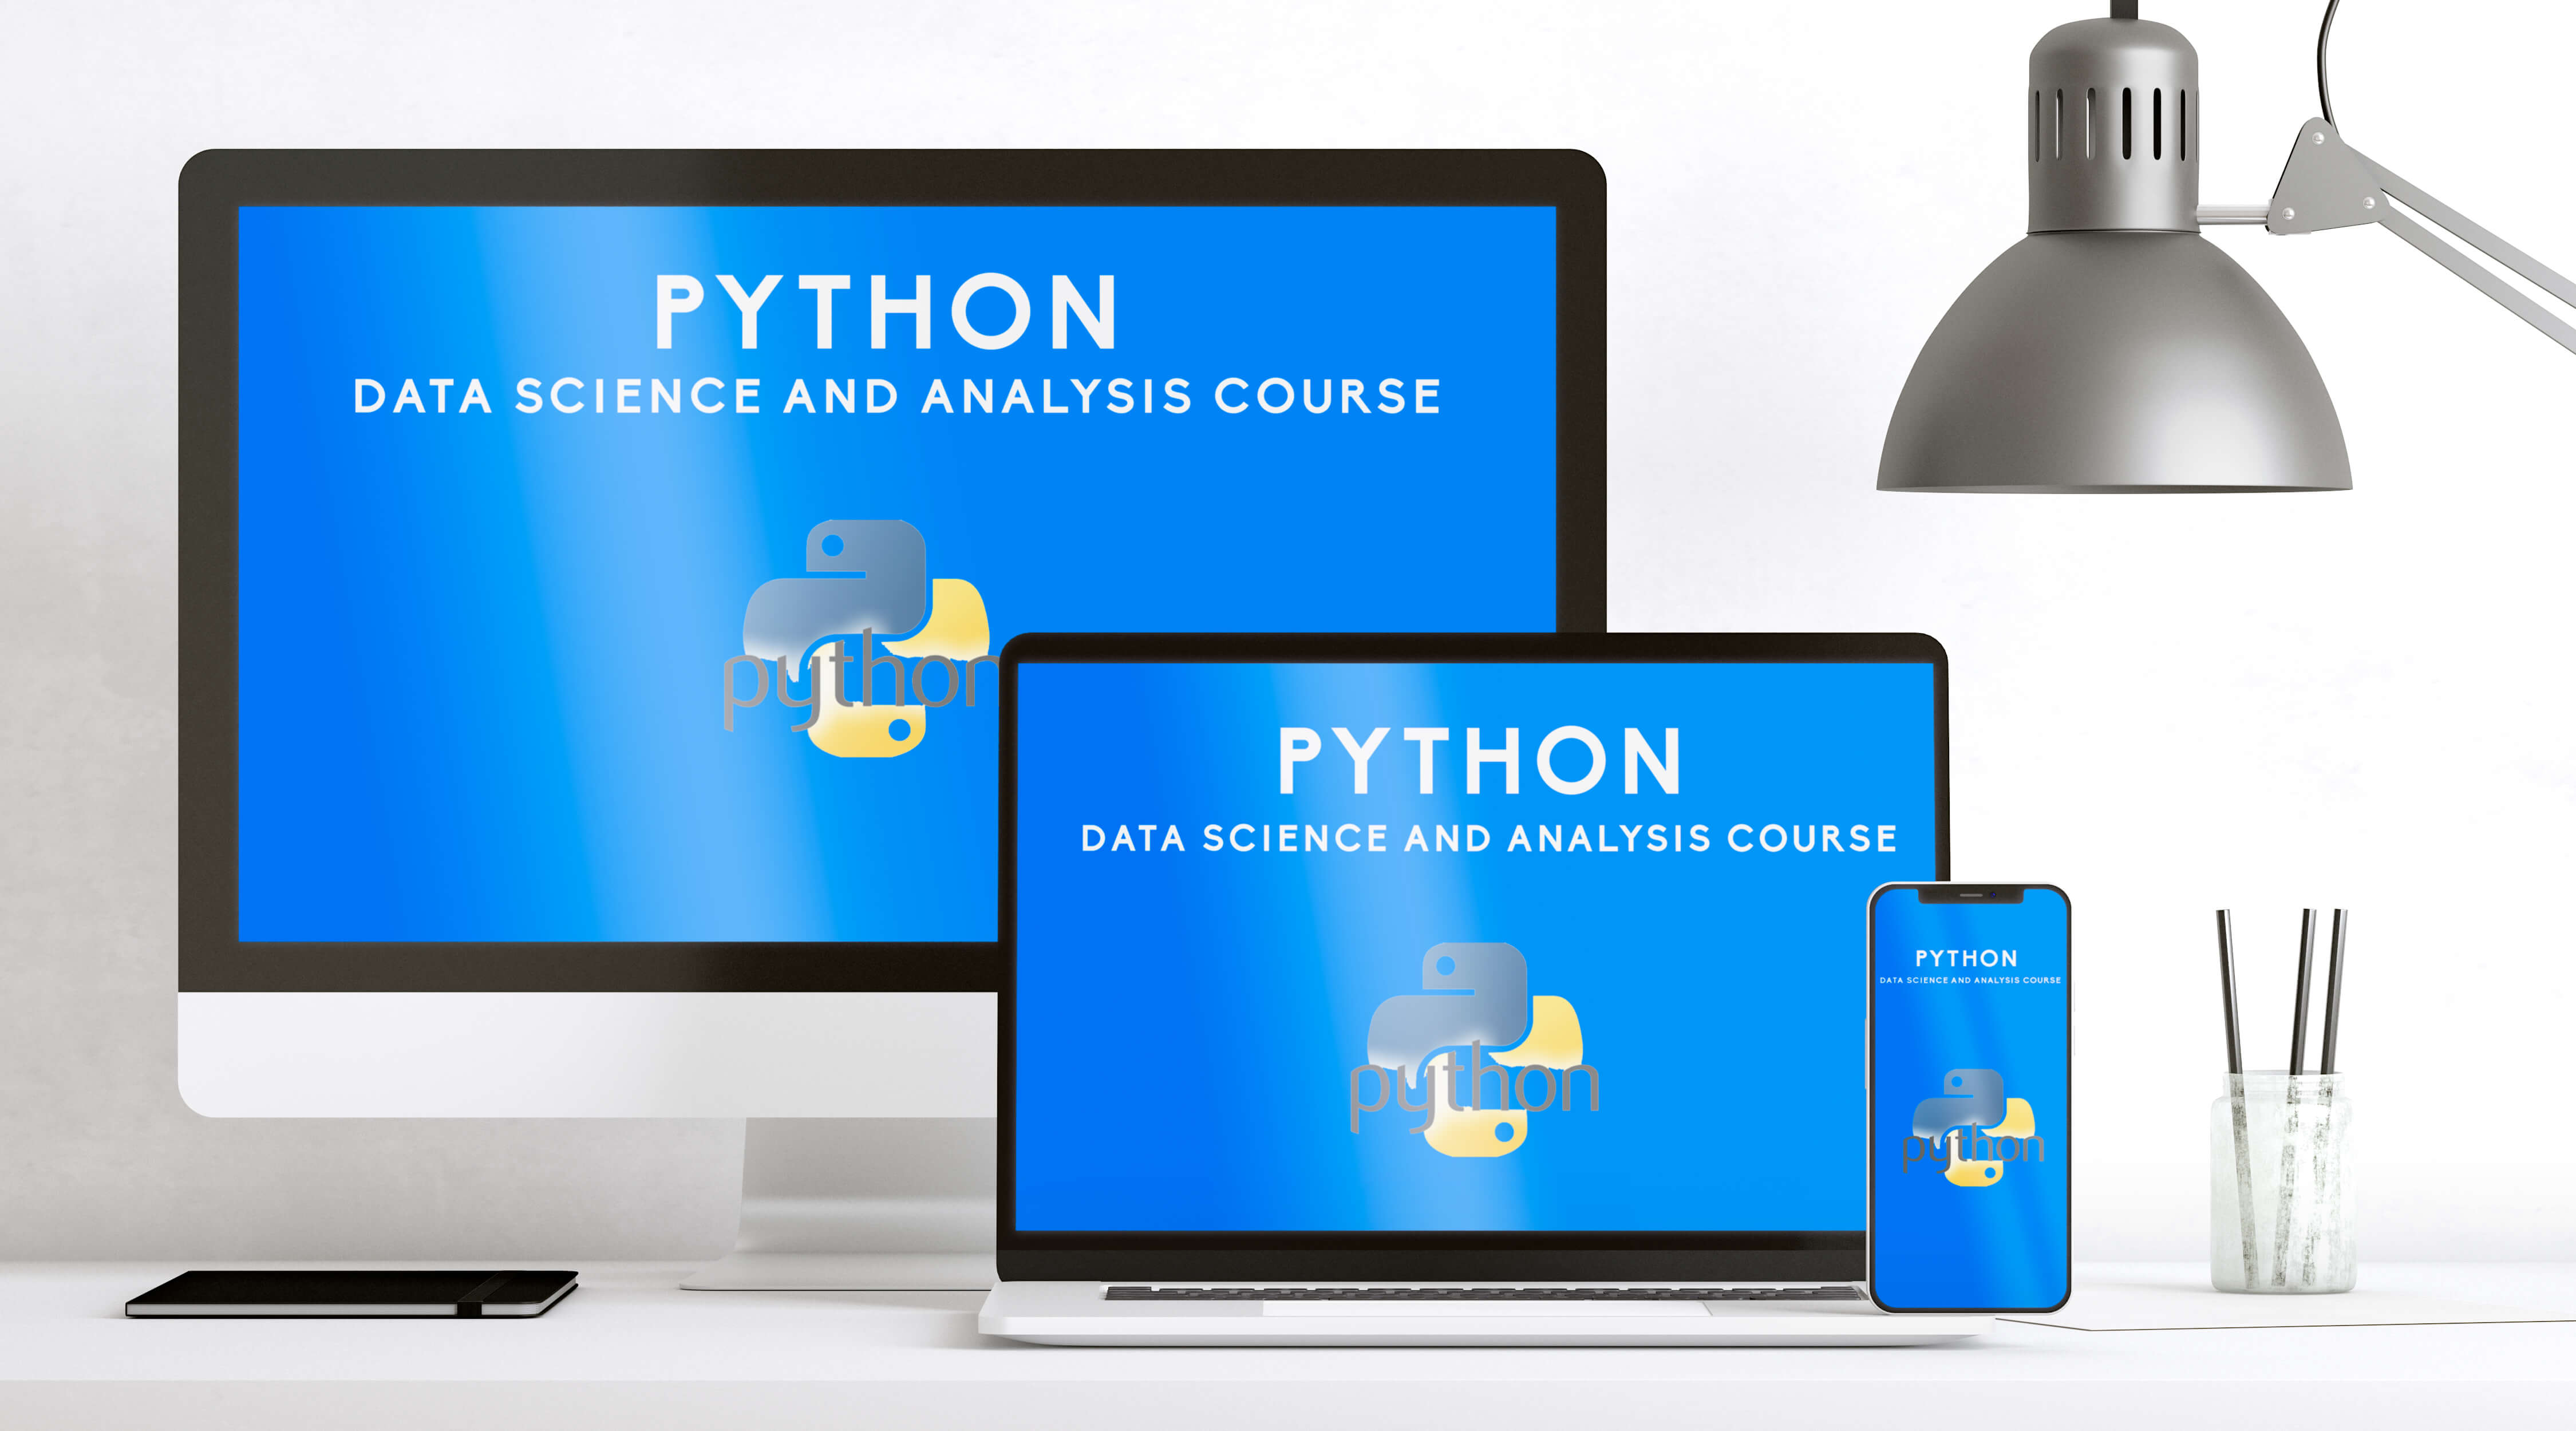 PYTHON
DATA SCIENCE AND ANALYSIS COURSE
python
PYTHON
DATA SCIENCE AND ANALYSIS COURSE
python
PYTHON
DATA SCIENCE AND ANALYSIS COURSE
python